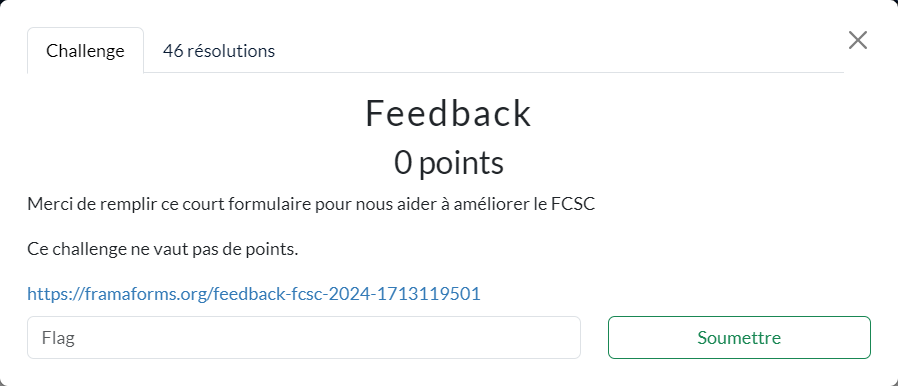 Challenge
46 résolutions
Feedback
0 points
Merci de remplir ce court formulaire pour nous aider à améliorer le FCSC
Ce challenge ne vaut pas de points.
https://framaforms.org/feedback-fcsc-2024-1713119501
Flag
Soumettre